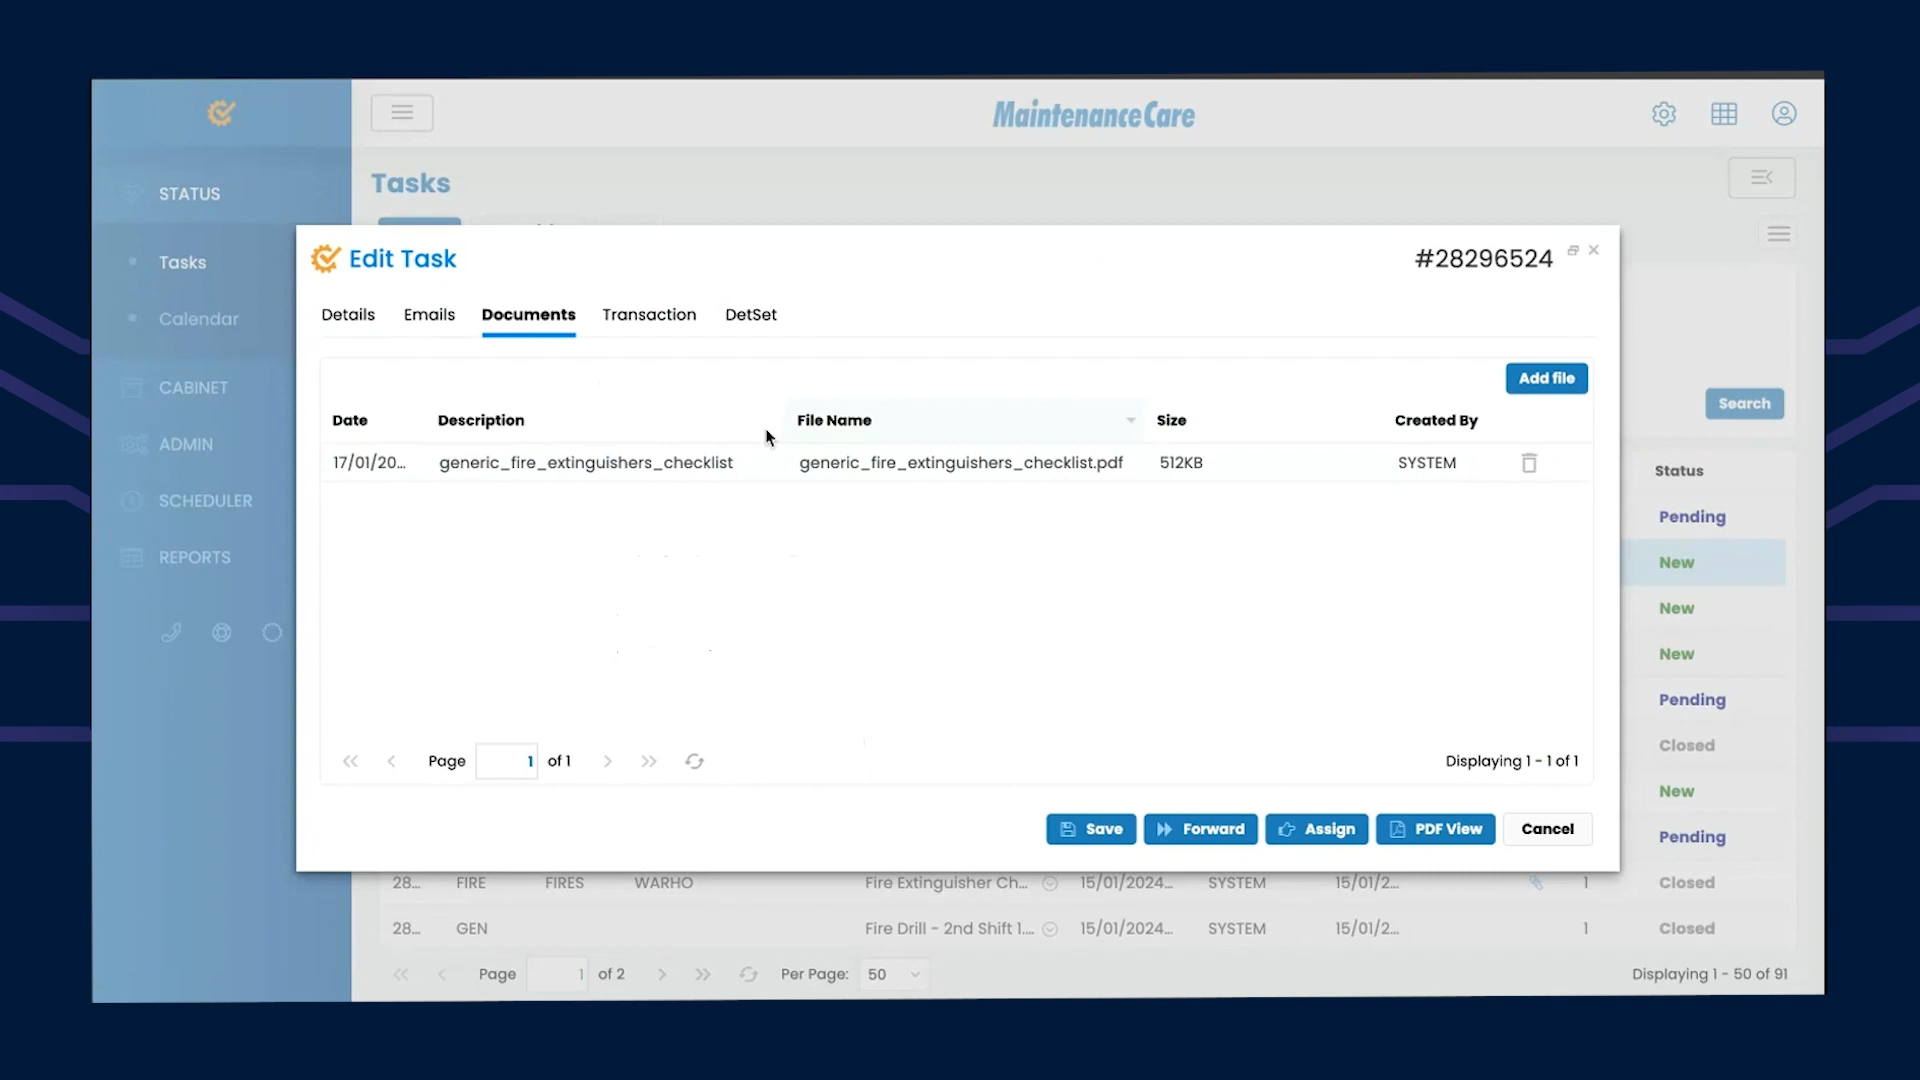 MaintenanceCare
STATUS
Tasks
Calendar
CABINET
ADMIN
SCHEDULER
REPORTS
Tasks
Search
Edit Task
#28296524
Details Emails Documents Transaction DetSet
Add file
Date Description File Name Size Created By
17/01/20... generic_fire_extinguishers_checklist generic_fire_extinguishers_checklist.pdf 512KB SYSTEM
Page 1 of 1
Displaying 1 - 1 of 1
Save Forward Assign PDF View Cancel
Status
Pending
New
New
New
Pending
Closed
New
Pending
28... FIRE FIRES WARHO Fire Extinguisher Ch... 15/01/2024... SYSTEM 15/01/2... 1 Closed
28... GEN Fire Drill - 2nd Shift 1.... 15/01/2024... SYSTEM 15/01/2... 1 Closed
Page 1 of 2 Per Page: 50 Displaying 1 - 50 of 91